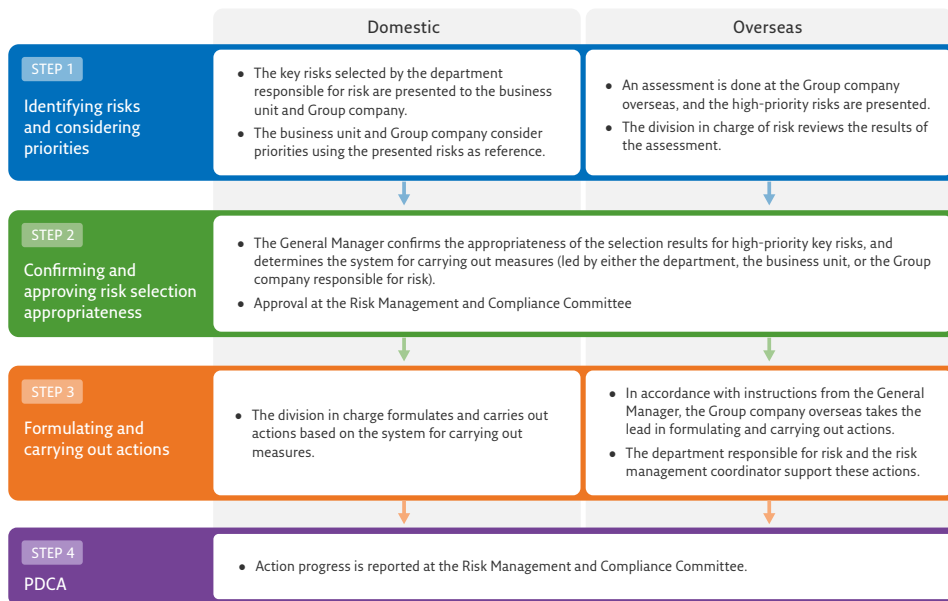 Domestic
Overseas
STEP 1
Identifying risks
and considering
priorities
• The key risks selected by the department
responsible for risk are presented to the business
unit and Group company.
• The business unit and Group company consider
priorities using the presented risks as reference.
• An assessment is done at the Group company
overseas, and the high-priority risks are presented.
• The division in charge of risk reviews the results of
the assessment.
STEP 2
Confirming and
approving risk selection
appropriateness
• The General Manager confirms the appropriateness of the selection results for high-priority key risks, and
determines the system for carrying out measures (led by either the department, the business unit, or the Group
company responsible for risk).
• Approval at the Risk Management and Compliance Committee
STEP 3
Formulating and
carrying out actions
• The division in charge formulates and carries out
actions based on the system for carrying out
measures.
• In accordance with instructions from the General
Manager, the Group company overseas takes the
lead in formulating and carrying out actions.
• The department responsible for risk and the risk
management coordinator support these actions.
STEP 4
PDCA
• Action progress is reported at the Risk Management and Compliance Committee.